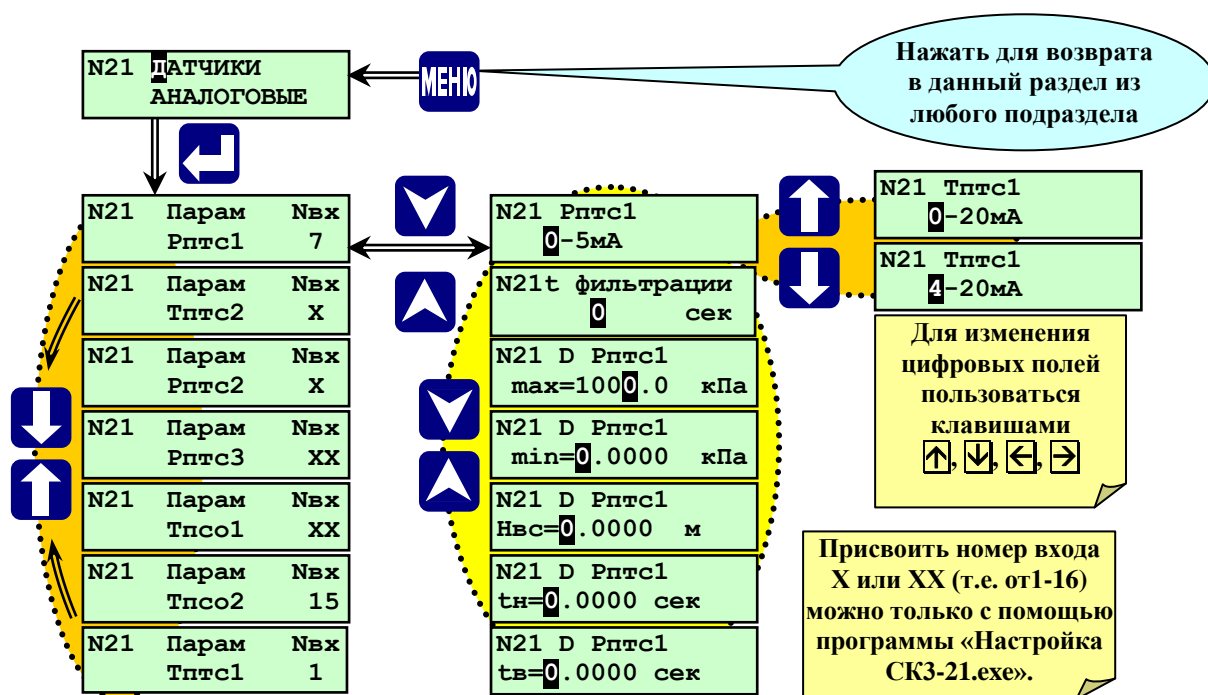 N21 ДАТЧИКИ
АНАЛОГОВЫЕ
МЕНЮ
Нажать для возврата
в данный раздел из
любого подраздела
N21 Парам Nвх
Рптс1 7
N21 Парам Nвх
Тптс2 X
N21 Парам Nвх
Рптс2 X
N21 Парам Nвх
Рптс3 XX
N21 Парам Nвх
Тпсо1 XX
N21 Парам Nвх
Тпсо2 15
N21 Парам Nвх
Тптс1 1
N21 Рптс1
0-5мА
N21t фильтрации
0 сек
N21 D Рптс1
max=1000.0 кПа
N21 D Рптс1
min=0.0000 кПа
N21 D Рптс1
Нвс=0.0000 м
N21 D Рптс1
tн=0.0000 сек
N21 D Рптс1
tв=0.0000 сек
N21 Тптс1
0-20мА
N21 Тптс1
4-20мА
Для изменения
цифровых полей
пользоваться
клавишами
↑, ↓, ←, →
Присвоить номер входа
X или XX (т.е. от1-16)
можно только с помощью
программы «Настройка
СК3-21.exe».